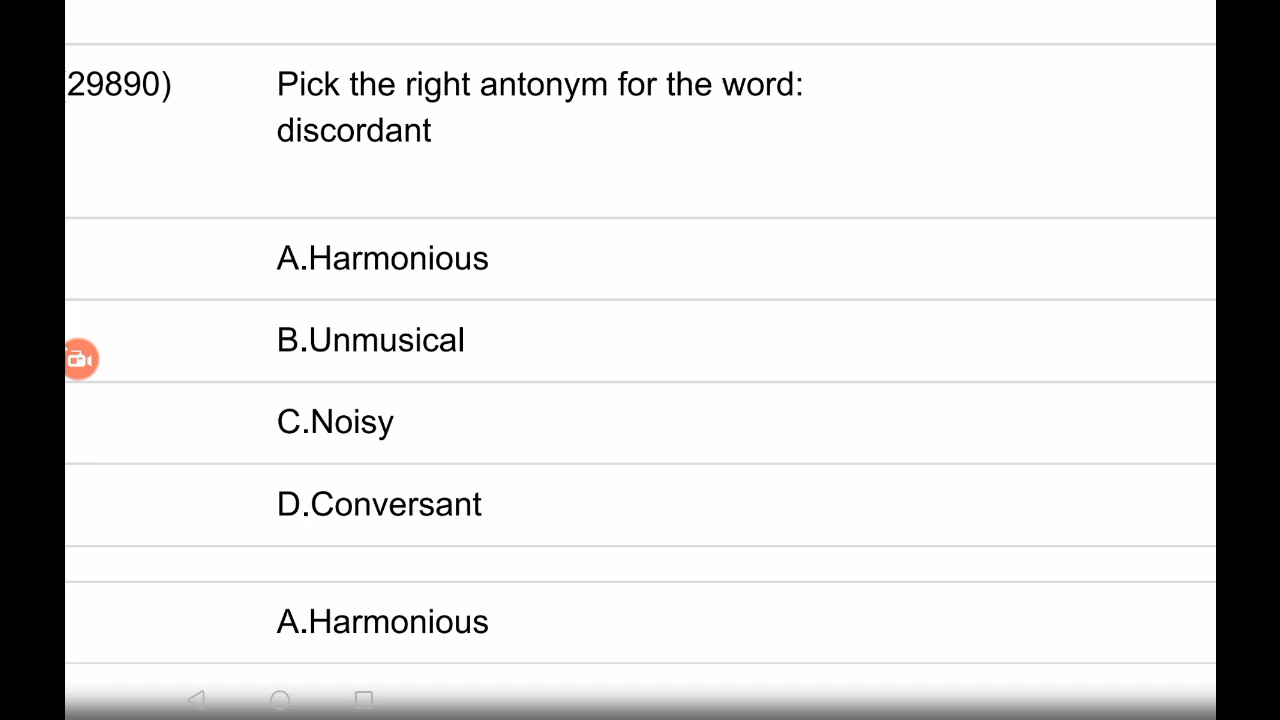 (29890) Pick the right antonym for the word:
discordant
A.Harmonious
B.Unmusical
C.Noisy
D.Conversant
A.Harmonious